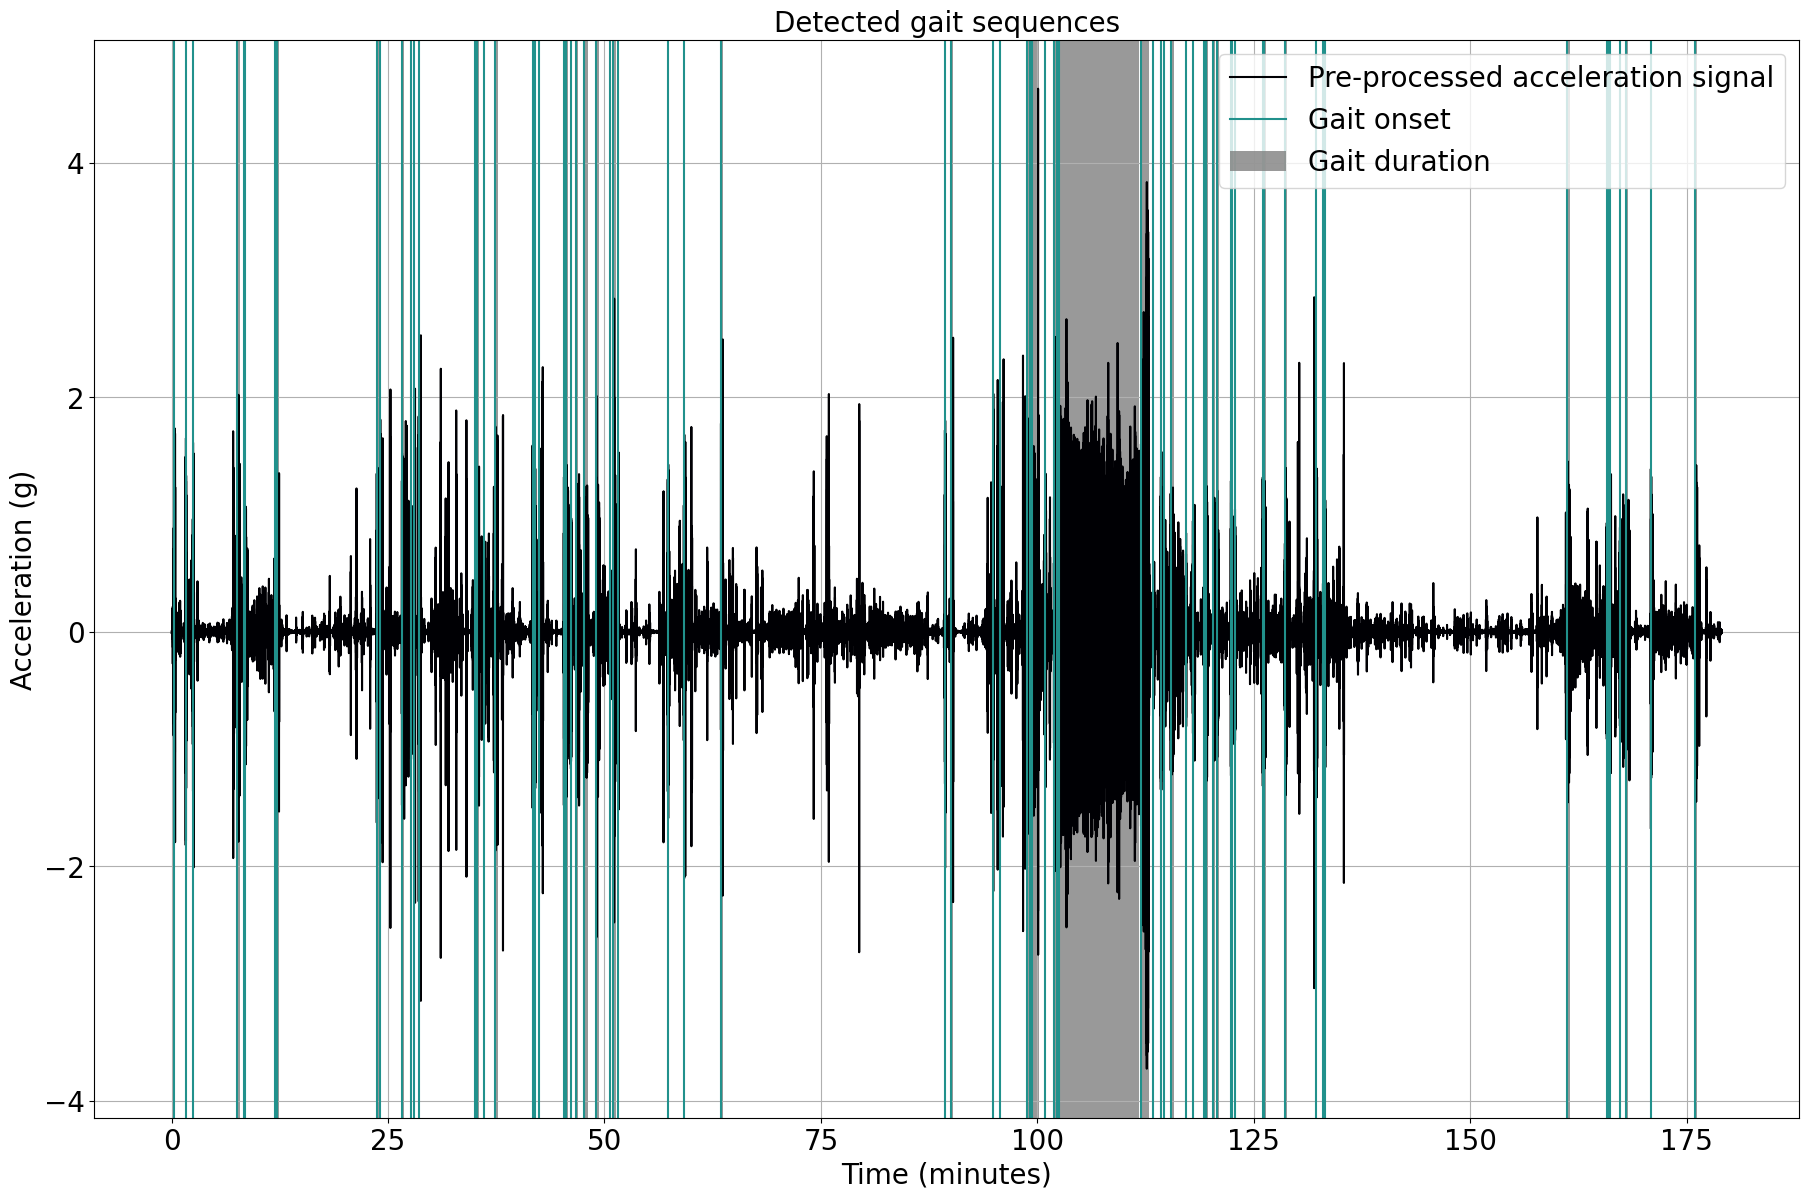 Detected gait sequences
Pre-processed acceleration signal
Gait onset
Gait duration
Acceleration (g)
4
2
0
−2
−4
0 25 50 75 100 125 150 175
Time (minutes)